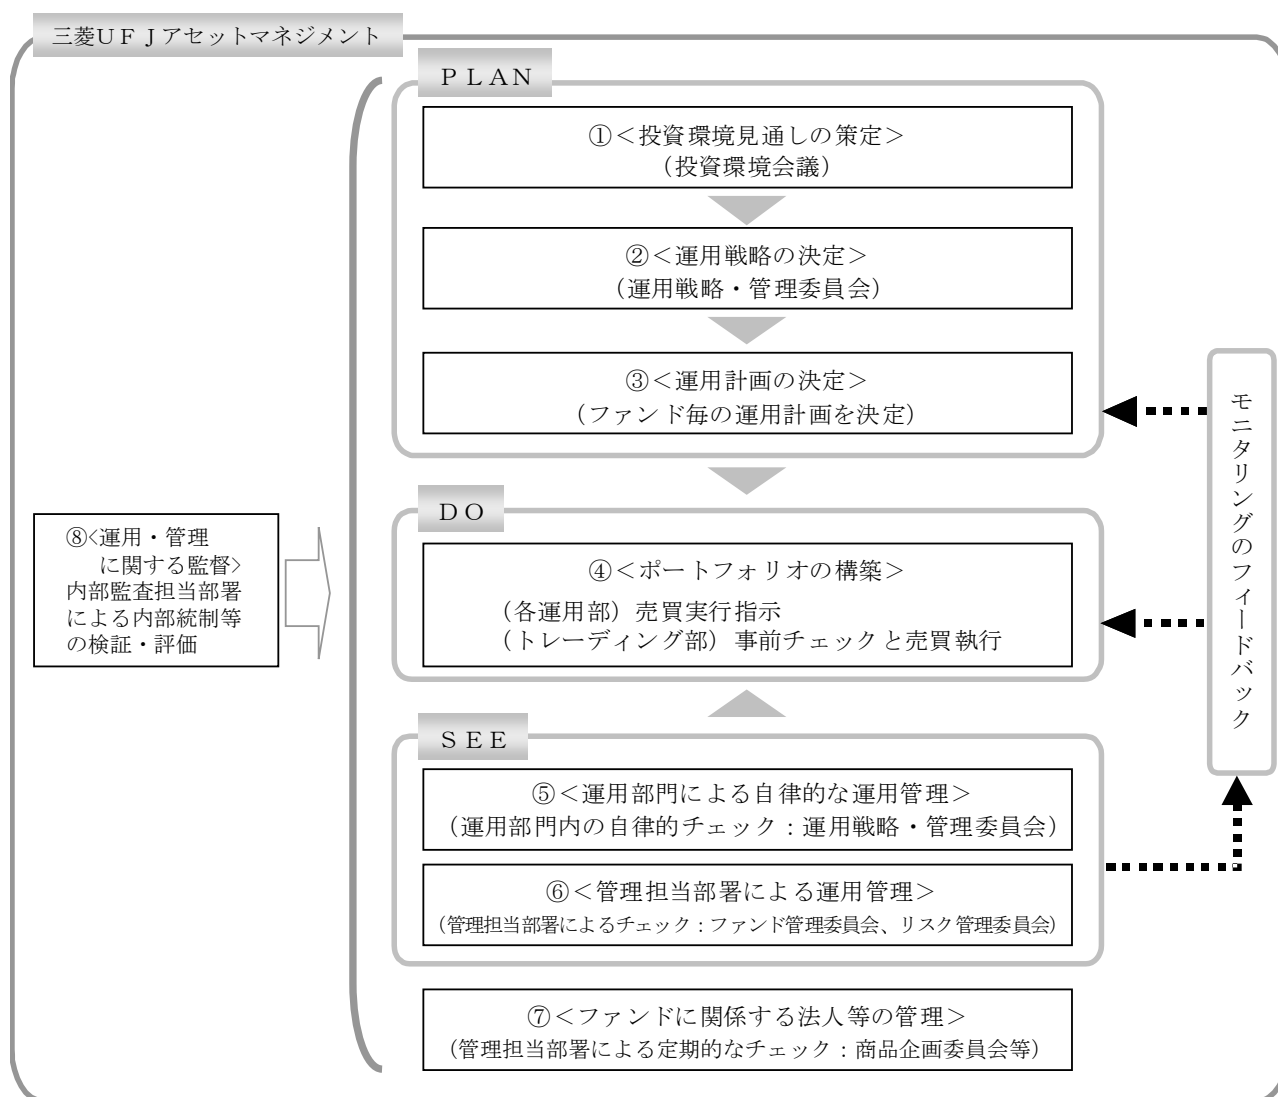 三菱ＵＦＪアセットマネジメント
ＰＬＡＮ
①＜投資環境見通しの策定＞
（投資環境会議）
②＜運用戦略の決定＞
（運用戦略・管理委員会）
③＜運用計画の決定＞
（ファンド毎の運用計画を決定）
ＤＯ
④＜ポートフォリオの構築＞
（各運用部）売買実行指示
（トレーディング部）事前チェックと売買執行
ＳＥＥ
⑤＜運用部門による自律的な運用管理＞
（運用部門内の自律的チェック：運用戦略・管理委員会）
⑥＜管理担当部署による運用管理＞
（管理担当部署によるチェック：ファンド管理委員会、リスク管理委員会）
⑦＜ファンドに関係する法人等の管理＞
（管理担当部署による定期的なチェック：商品企画委員会等）
⑧<運用・管理
に関する監督>
内部監査担当部署
による内部統制等
の検証・評価
モニタリングのフィードバック